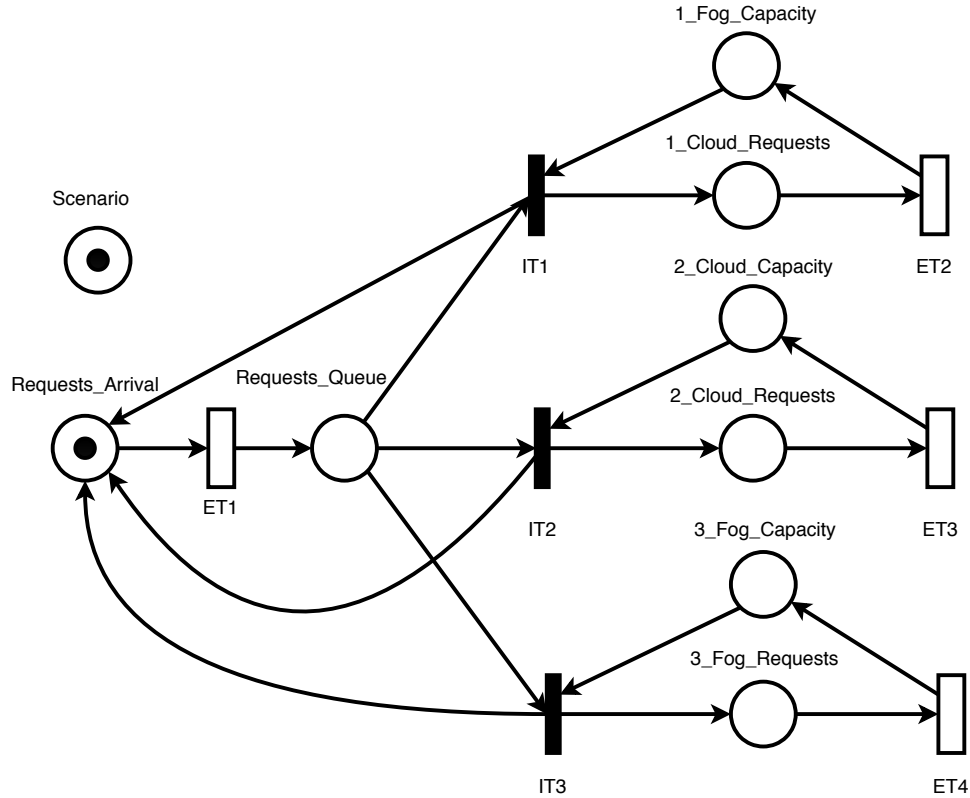 1_Fog_Capacity
1_Cloud_Requests
Scenario
IT1
ET2
2_Cloud_Capacity
Requests_Arrival
Requests_Queue
2_Cloud_Requests
ET1
IT2
ET3
3_Fog_Capacity
3_Fog_Requests
IT3
ET4